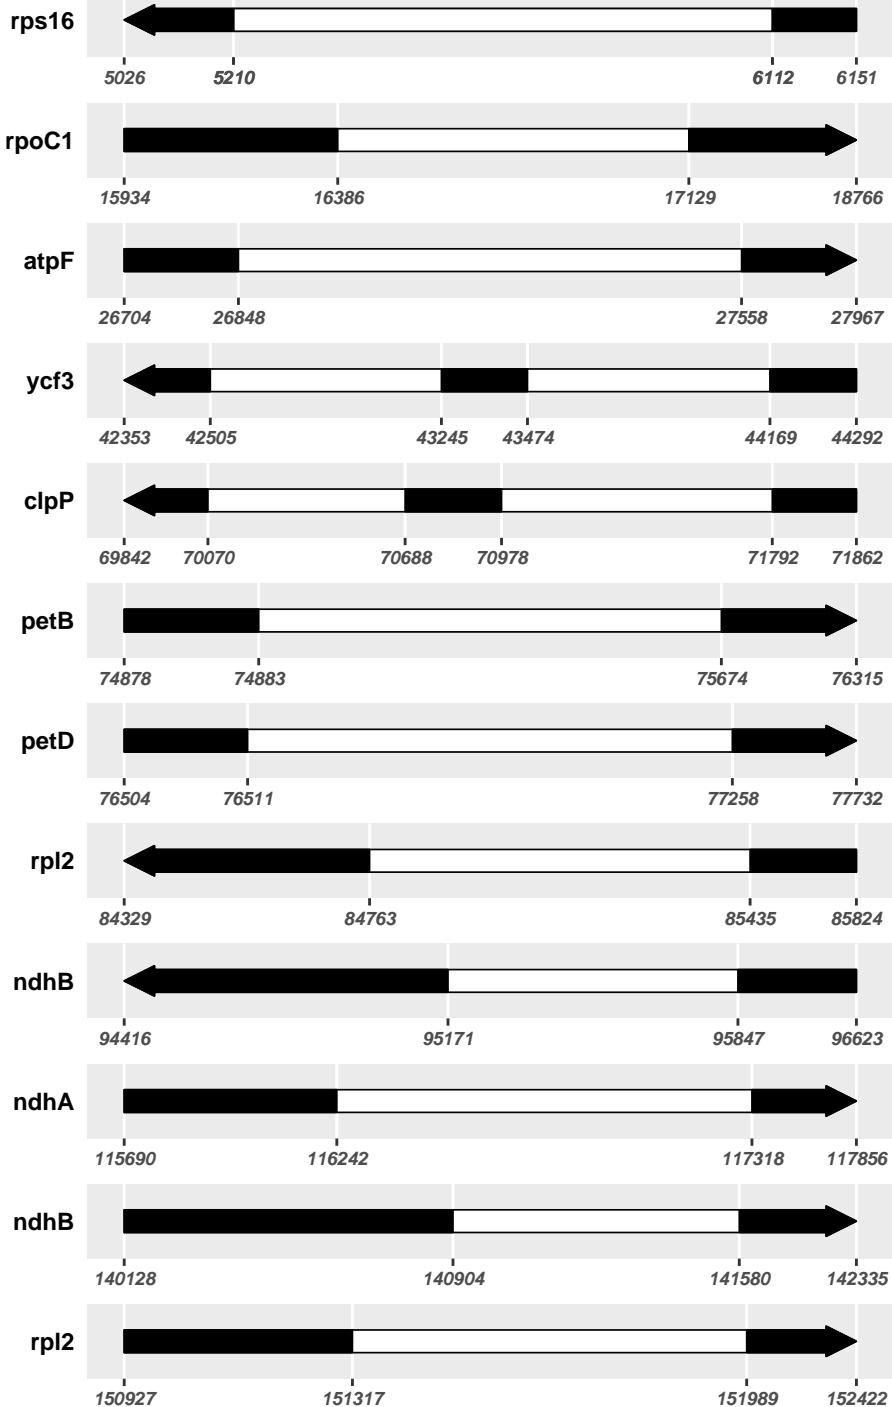 rps16
5026 5210 6112 6151
rpoC1
15934 16386 17129 18766
atpF
26704 26848 27558 27967
ycf3
42353 42505 43245 43474 44169 44292
clpP
69842 70070 70688 70978 71792 71862
petB
74878 74883 75674 76315
petD
76504 76511 77258 77732
rpl2
84329 84763 85435 85824
ndhB
94416 95171 95847 96623
ndhA
115690 116242 117318 117856
ndhB
140128 140904 141580 142335
rpl2
150927 151317 151989 152422